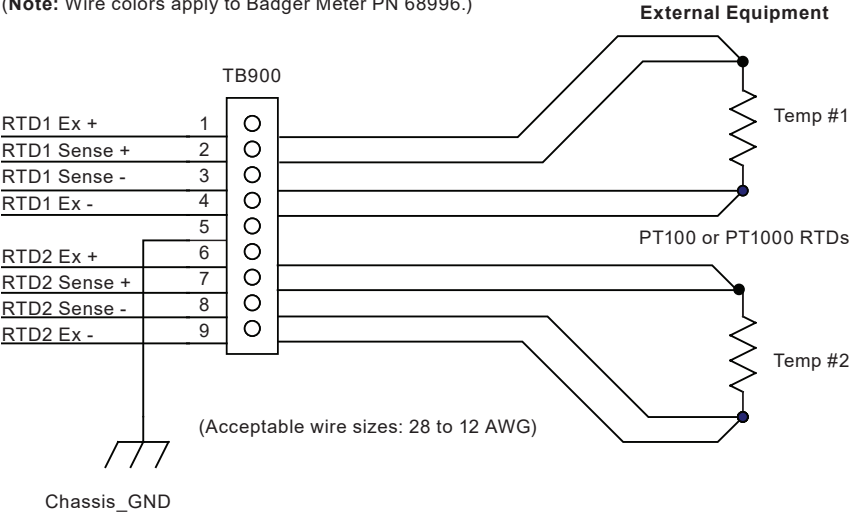 (Note: Wire colors apply to Badger Meter PN 68996.)
External Equipment
TB900
RTD1 Ex + 1
RTD1 Sense + 2
RTD1 Sense - 3
RTD1 Ex - 4
5
RTD2 Ex + 6
RTD2 Sense + 7
RTD2 Sense - 8
RTD2 Ex - 9
Temp #1
PT100 or PT1000 RTDs
Temp #2
(Acceptable wire sizes: 28 to 12 AWG)
Chassis_GND